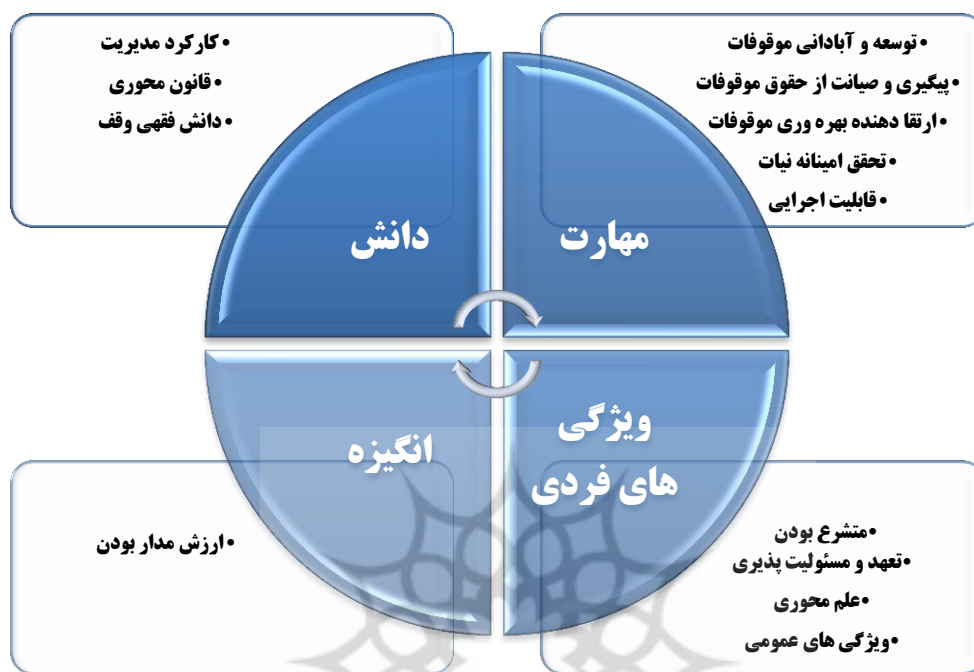 •توسعه و آبادانی موقوفات
•پیگیری و صیانت از حقوق موقوفات
•ارتقا دهنده بهره وری موقوفات
•تحقق امینانه نیات
•قابلیت اجرایی
•کارکرد مدیریت
•قانون محوری
•دانش فقهی وقف
مهارت
دانش
ویژگی
های فردی
انگیزه
•متشرع بودن
•تعهد و مسئولیت پذیری
•علم محوری
•ویژگی های عمومی
•ارزش مدار بودن